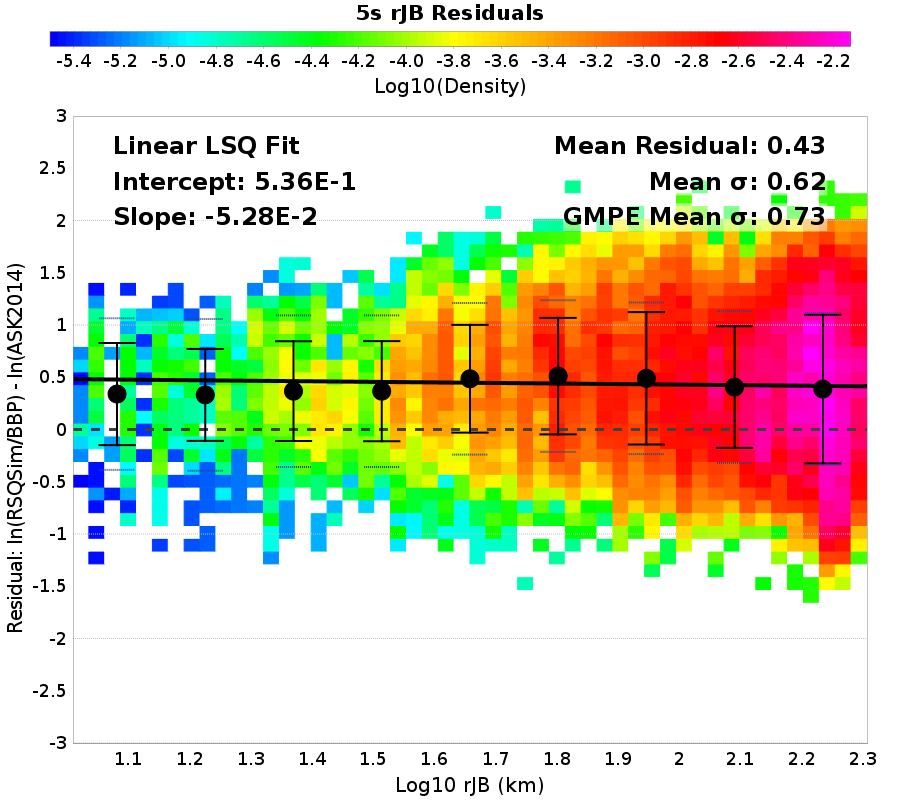 5s rJB Residuals
-5.4 -5.2 -5.0 -4.8 -4.6 -4.4 -4.2 -4.0 -3.8 -3.6 -3.4 -3.2 -3.0 -2.8 -2.6 -2.4 -2.2
Log10(Density)
Linear LSQ Fit
Intercept: 5.36E-1
Slope: -5.28E-2
Mean Residual: 0.43
Mean σ: 0.62
GMPE Mean σ: 0.73
Residual: ln(RSQSim/BBP) - ln(ASK2014)
3
2.5
2
1.5
1
0.5
0
-0.5
-1
-1.5
-2
-2.5
-3
1.1 1.2 1.3 1.4 1.5 1.6 1.7 1.8 1.9 2 2.1 2.2 2.3
Log10 rJB (km)